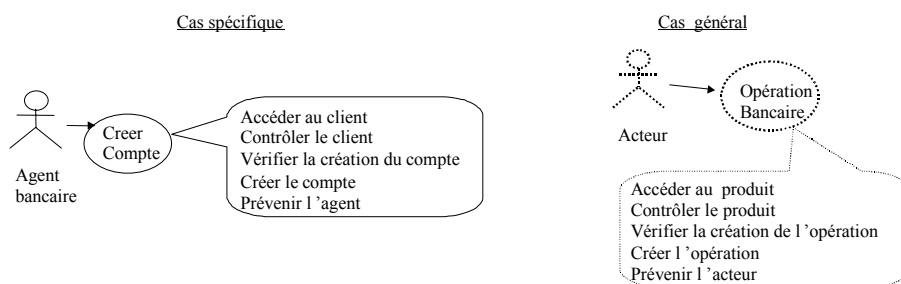 Cas spécifique
Creer
Compte
Agent
bancaire
Accéder au client
Contrôler le client
Vérifier la création du compte
Créer le compte
Prévenir l ’agent
Cas  général
Opération
Bancaire
Acteur
Accéder au  produit
Contrôler le produit
Vérifier la création de l ’opération
Créer l ’opération
Prévenir l ’acteur